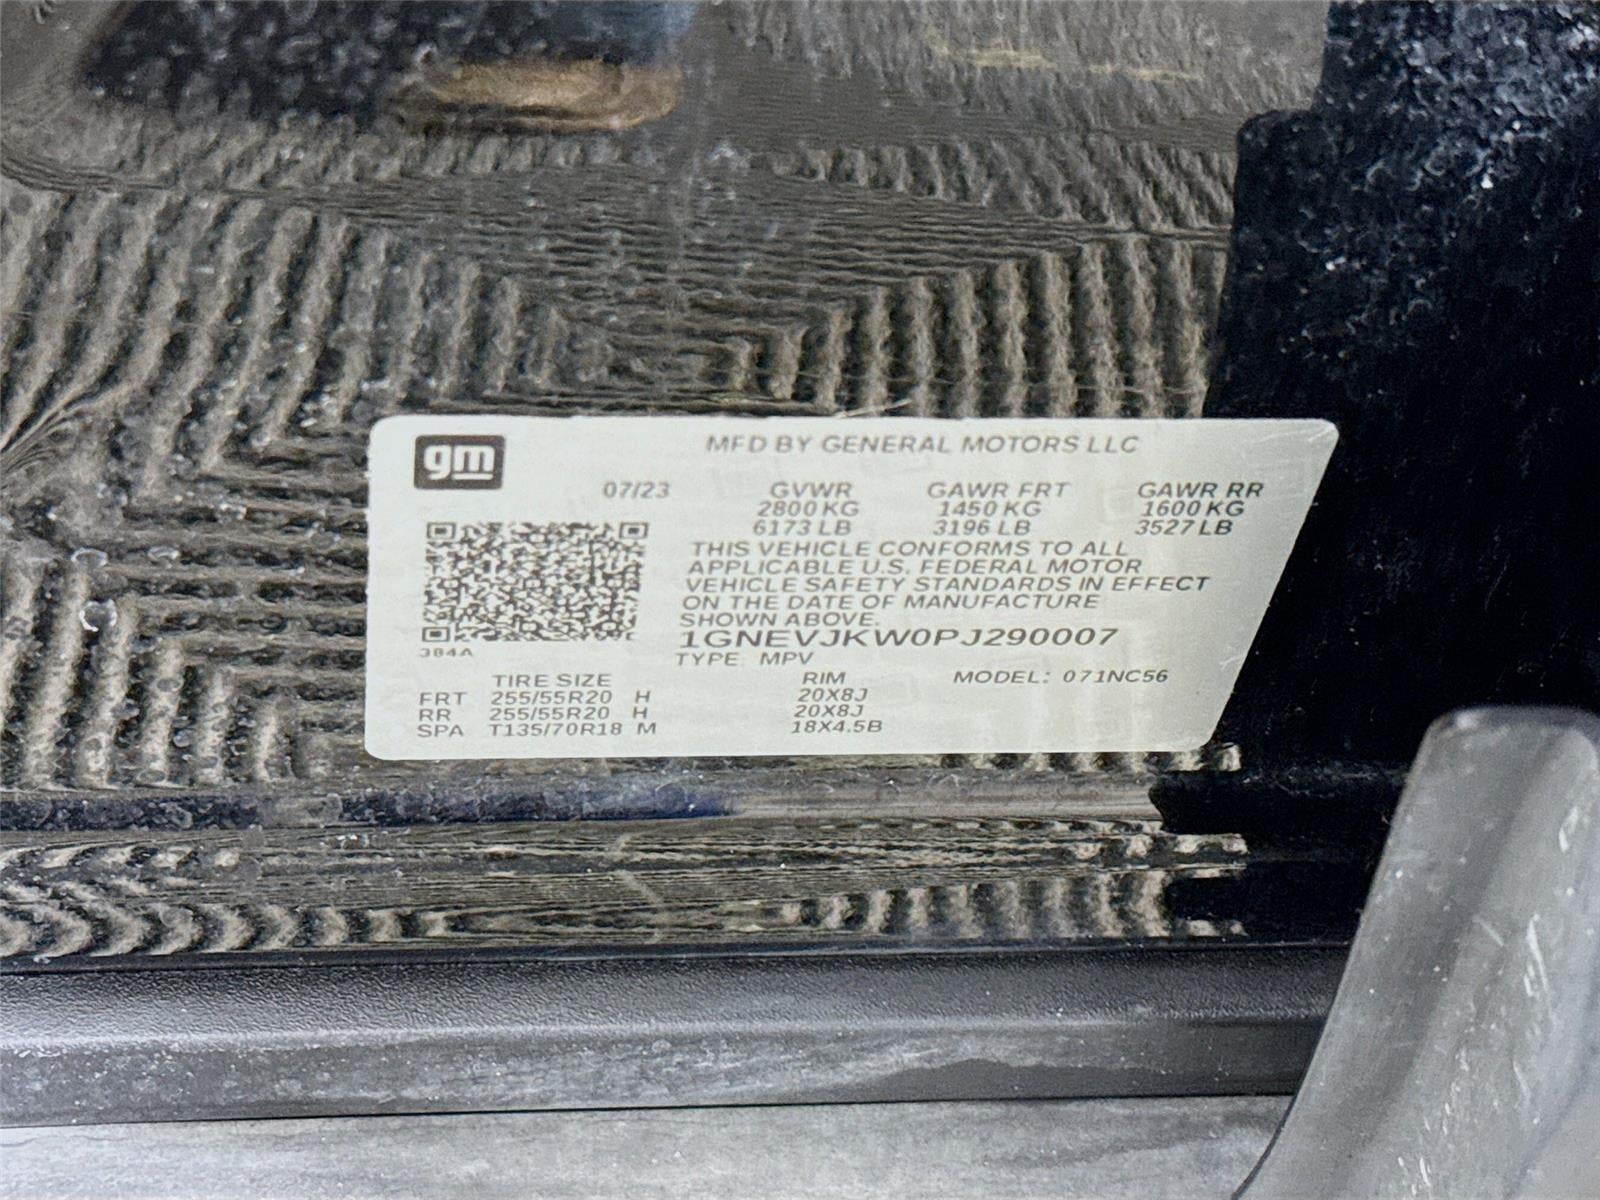 gm
MFD BY GENERAL MOTORS LLC
07/23 GVWR GAWR FRT GAWR RR
2800 KG 1450 KG 1600 KG
6173 LB 3196 LB 3527 LB
THIS VEHICLE CONFORMS TO ALL
APPLICABLE U.S. FEDERAL MOTOR
VEHICLE SAFETY STANDARDS IN EFFECT
ON THE DATE OF MANUFACTURE
SHOWN ABOVE.
1GNEVJKW0PJ290007
384A
TYPE: MPV
TIRE SIZE RIM MODEL: 071NC56
FRT 255/55R20 H 20X8J
RR 255/55R20 H 20X8J
SPA T135/70R18 M 18X4.5B